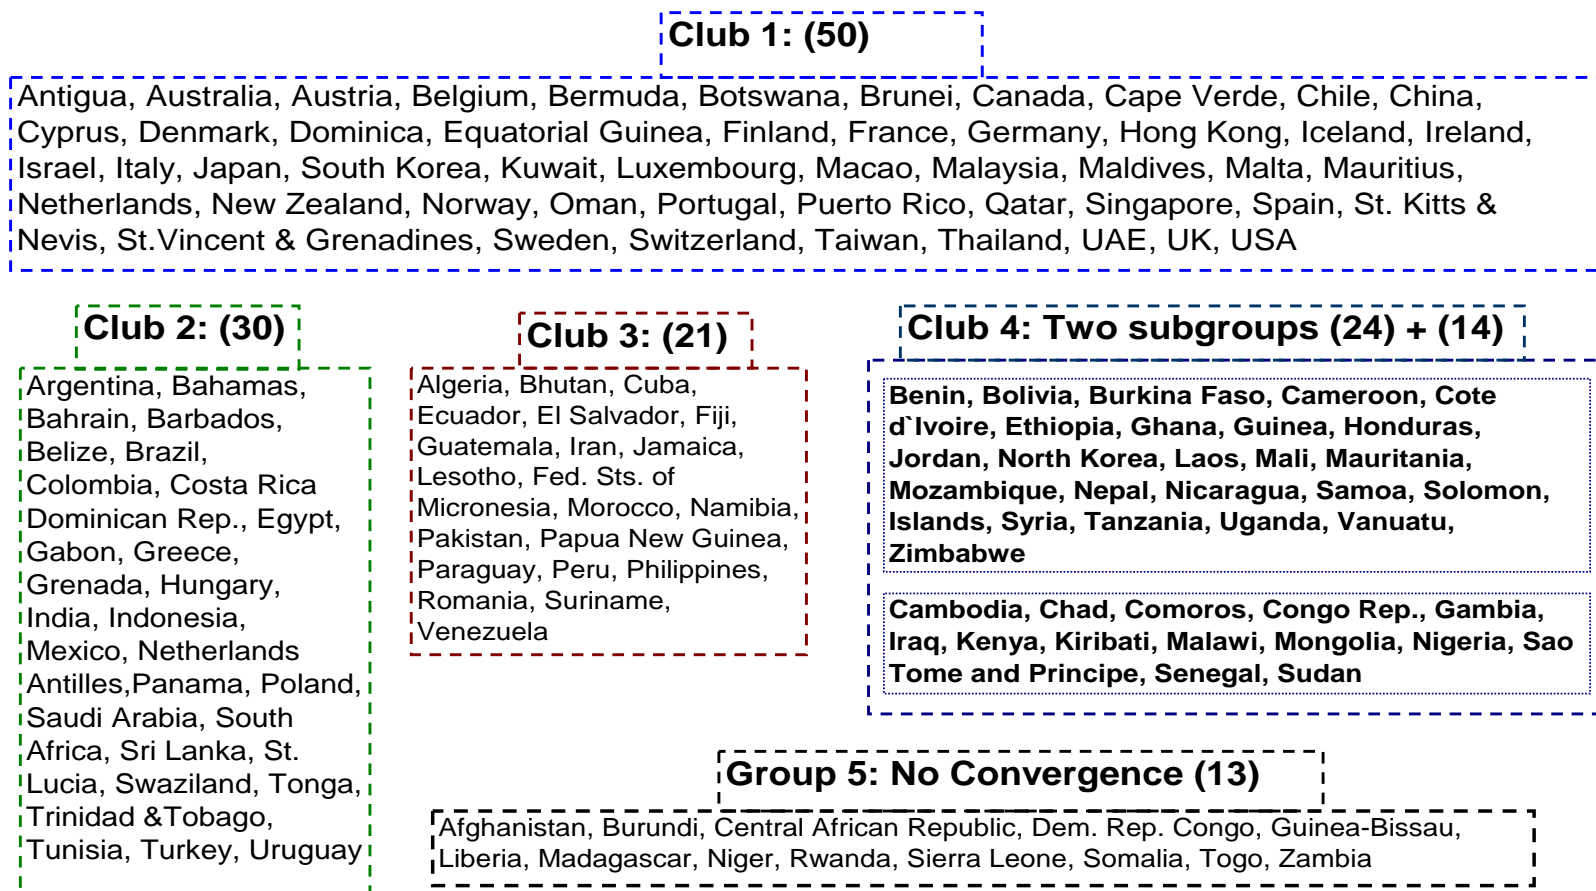 Club 1: (50)
Antigua, Australia, Austria, Belgium, Bermuda, Botswana, Brunei, Canada, Cape Verde, Chile, China,
Cyprus, Denmark, Dominica, Equatorial Guinea, Finland, France, Germany, Hong Kong, Iceland, Ireland,
Israel, Italy, Japan, South Korea, Kuwait, Luxembourg, Macao, Malaysia, Maldives, Malta, Mauritius,
Netherlands, New Zealand, Norway, Oman, Portugal, Puerto Rico, Qatar, Singapore, Spain, St. Kitts &
Nevis, St.Vincent & Grenadines, Sweden, Switzerland, Taiwan, Thailand, UAE, UK, USA
Club 2: (30)
Argentina, Bahamas,
Bahrain, Barbados,
Belize, Brazil,
Colombia, Costa Rica
Dominican Rep., Egypt,
Gabon, Greece,
Grenada, Hungary,
India, Indonesia,
Mexico, Netherlands
Antilles,Panama, Poland,
Saudi Arabia, South
Africa, Sri Lanka, St.
Lucia, Swaziland, Tonga,
Trinidad &Tobago,
Tunisia, Turkey, Uruguay
Club 3: (21)
Algeria, Bhutan, Cuba,
Ecuador, El Salvador, Fiji,
Guatemala, Iran, Jamaica,
Lesotho, Fed. Sts. of
Micronesia, Morocco, Namibia,
Pakistan, Papua New Guinea,
Paraguay, Peru, Philippines,
Romania, Suriname,
Venezuela
Club 4: Two subgroups (24) + (14)
Benin, Bolivia, Burkina Faso, Cameroon, Cote
d`Ivoire, Ethiopia, Ghana, Guinea, Honduras,
Jordan, North Korea, Laos, Mali, Mauritania,
Mozambique, Nepal, Nicaragua, Samoa, Solomon,
Islands, Syria, Tanzania, Uganda, Vanuatu,
Zimbabwe
Cambodia, Chad, Comoros, Congo Rep., Gambia,
Iraq, Kenya, Kiribati, Malawi, Mongolia, Nigeria, Sao
Tome and Principe, Senegal, Sudan
Group 5: No Convergence (13)
Afghanistan, Burundi, Central African Republic, Dem. Rep. Congo, Guinea-Bissau,
Liberia, Madagascar, Niger, Rwanda, Sierra Leone, Somalia, Togo, Zambia